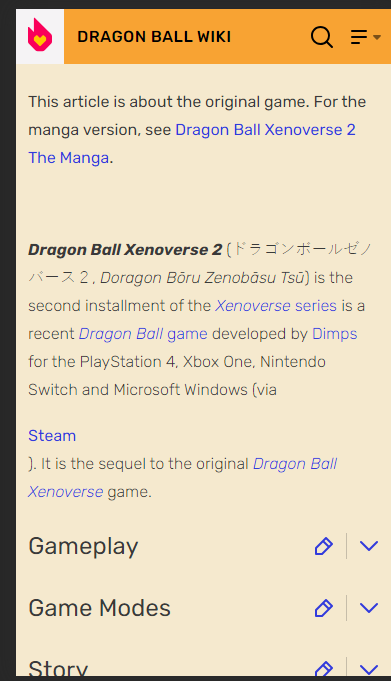 DRAGON BALL WIKI
This article is about the original game. For the
manga version, see Dragon Ball Xenoverse 2
The Manga.
Dragon Ball Xenoverse 2 (ドラゴンボールゼノ
バース 2 , Doragon Bōru Zenobāsu Tsū) is the
second installment of the Xenoverse series is a
recent Dragon Ball game developed by Dimps
for the PlayStation 4, Xbox One, Nintendo
Switch and Microsoft Windows (via
Steam
). It is the sequel to the original Dragon Ball
Xenoverse game.
Gameplay
Game Modes
Story